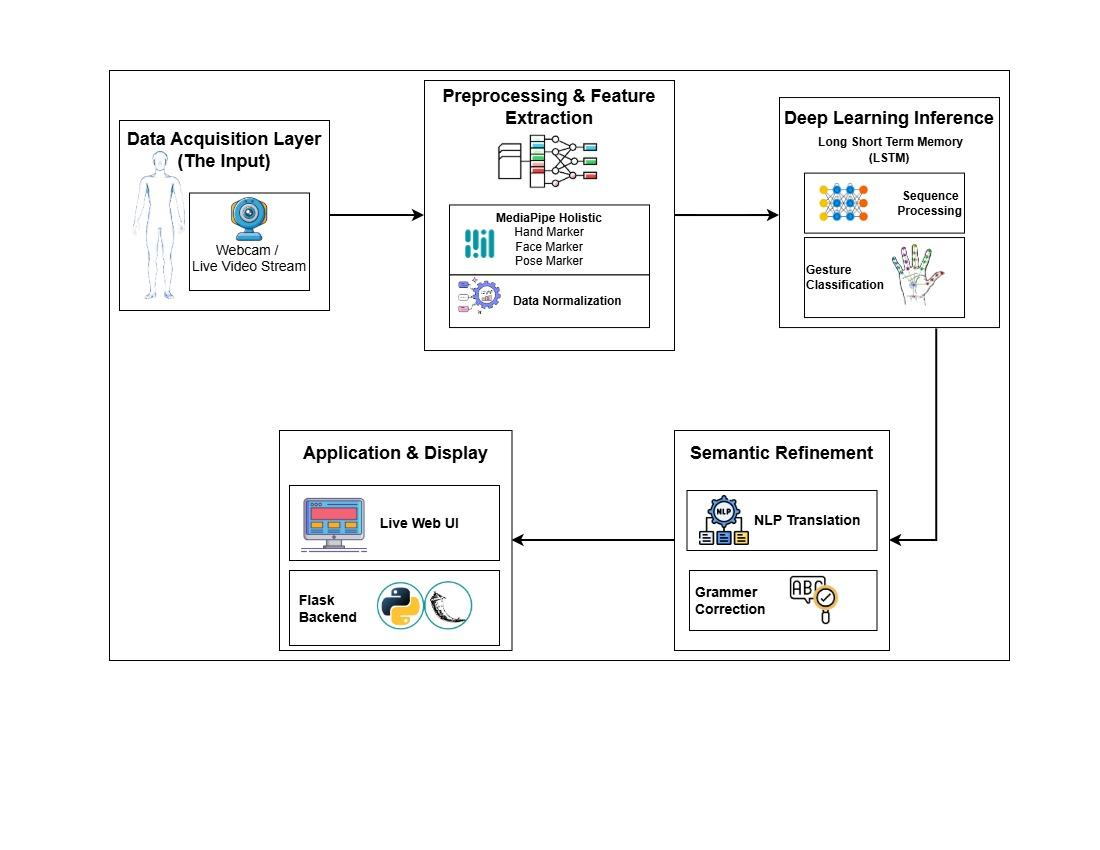 Data Acquisition Layer
(The Input)
Webcam /
Live Video Stream
Preprocessing & Feature
Extraction
MediaPipe Holistic
Hand Marker
Face Marker
Pose Marker
Data Normalization
Deep Learning Inference
Long Short Term Memory
(LSTM)
Sequence
Processing
Gesture
Classification
Semantic Refinement
NLP
NLP Translation
Grammer
Correction
ABC
Application & Display
Live Web UI
Flask
Backend